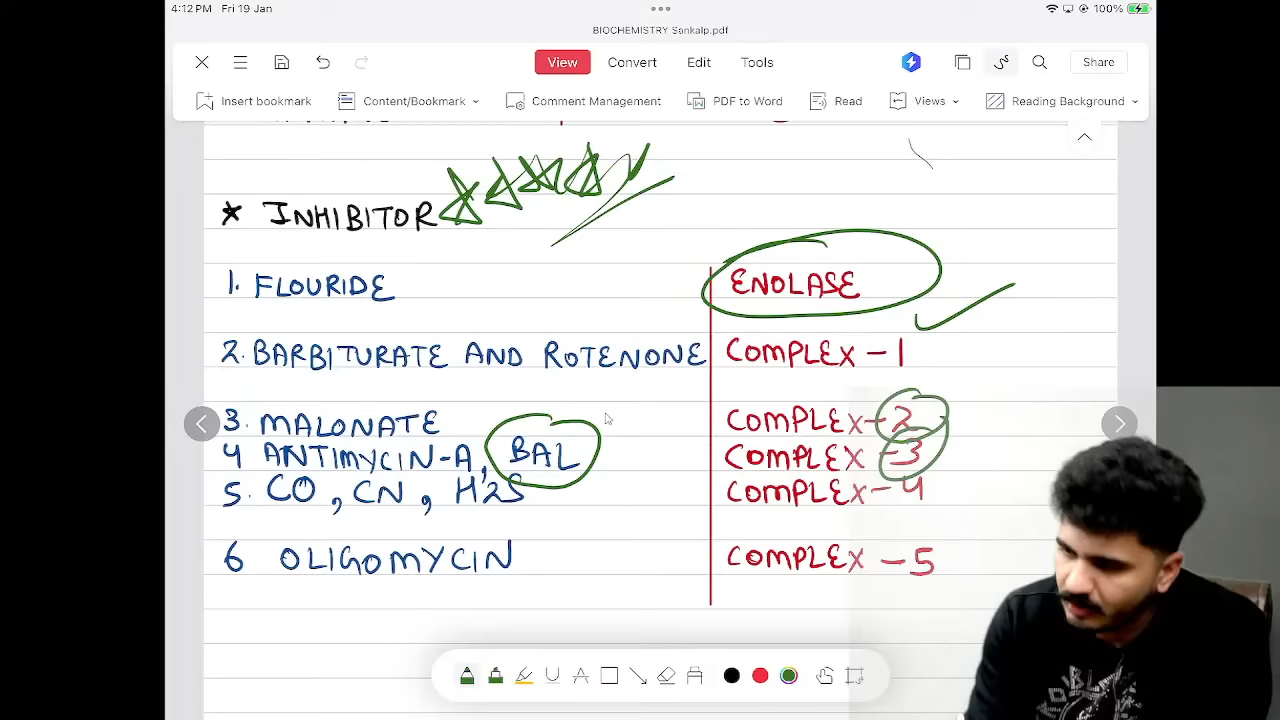 4:12 PM Fri 19 Jan 100%
BIOCHEMISTRY Sankalp.pdf
View Convert Edit Tools Share
Insert bookmark Content/Bookmark Comment Management PDF to Word Read Views Reading Background
* INHIBITOR
1. FLOURIDE ENOLASE
2. BARBITURATE AND ROTENONE COMPLEX - 1
3. MALONATE COMPLEX - 2
4 ANTIMYCIN-A, BAL COMPLEX - 3
5. CO, CN, H2S COMPLEX - 4
6 OLIGOMYCIN COMPLEX - 5